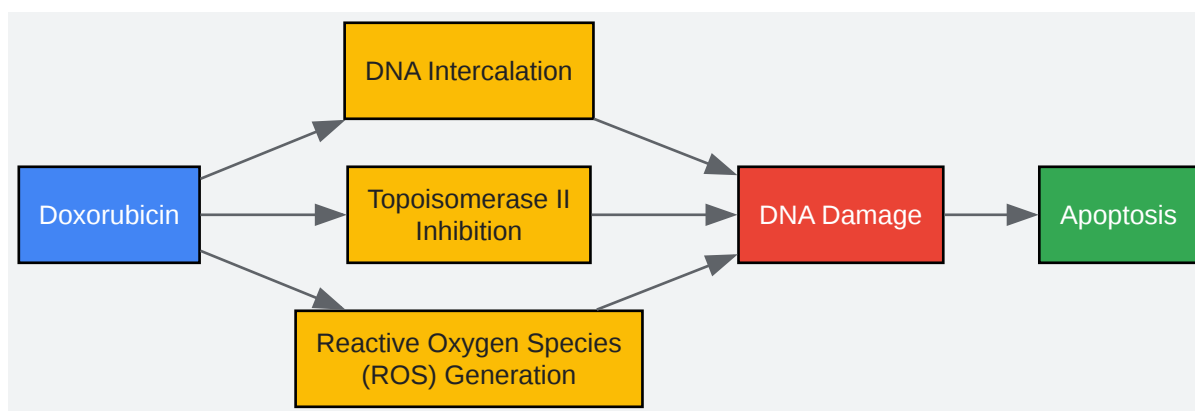 DNA Intercalation
Doxorubicin
Topoisomerase II
Inhibition
DNA Damage
Apoptosis
Reactive Oxygen Species
(ROS) Generation